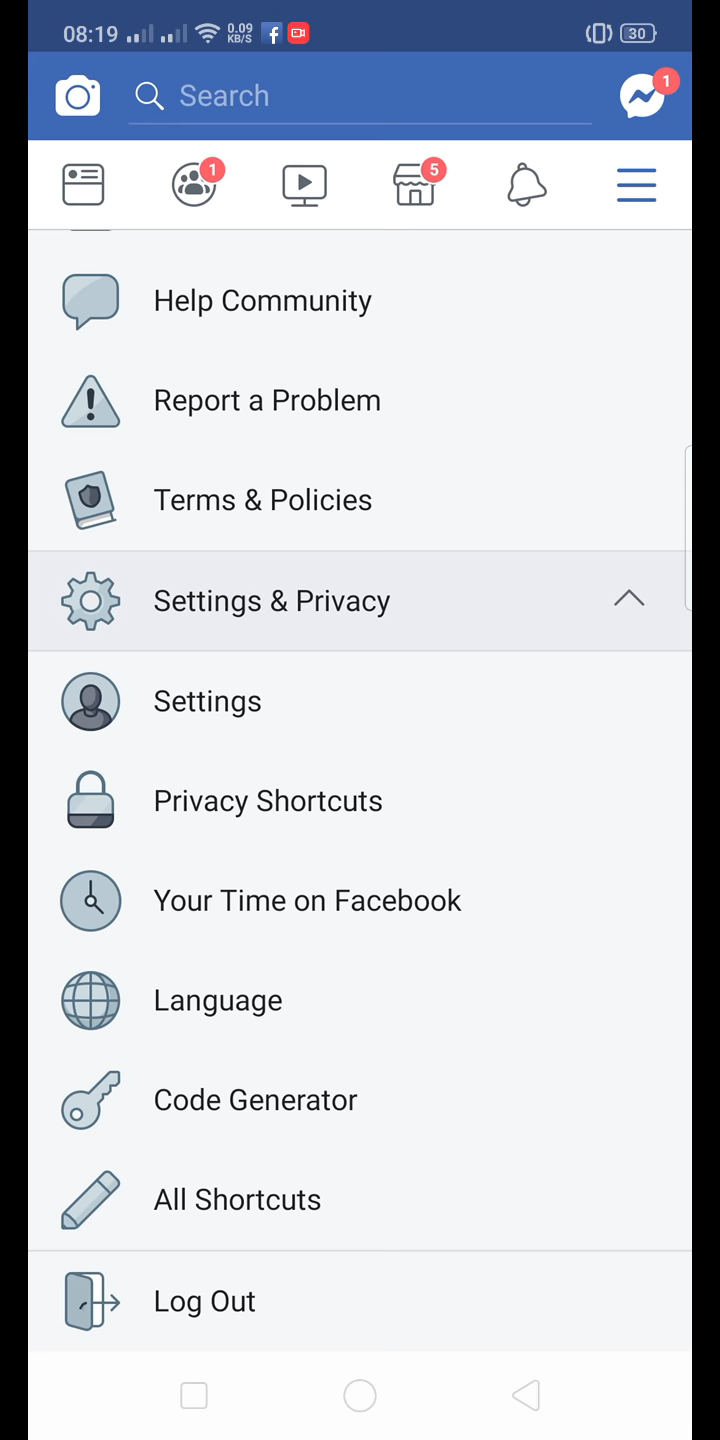 08:19 0.09 KB/S f 30
Search 1
1 5
Help Community
Report a Problem
Terms & Policies
Settings & Privacy
Settings
Privacy Shortcuts
Your Time on Facebook
Language
Code Generator
All Shortcuts
Log Out